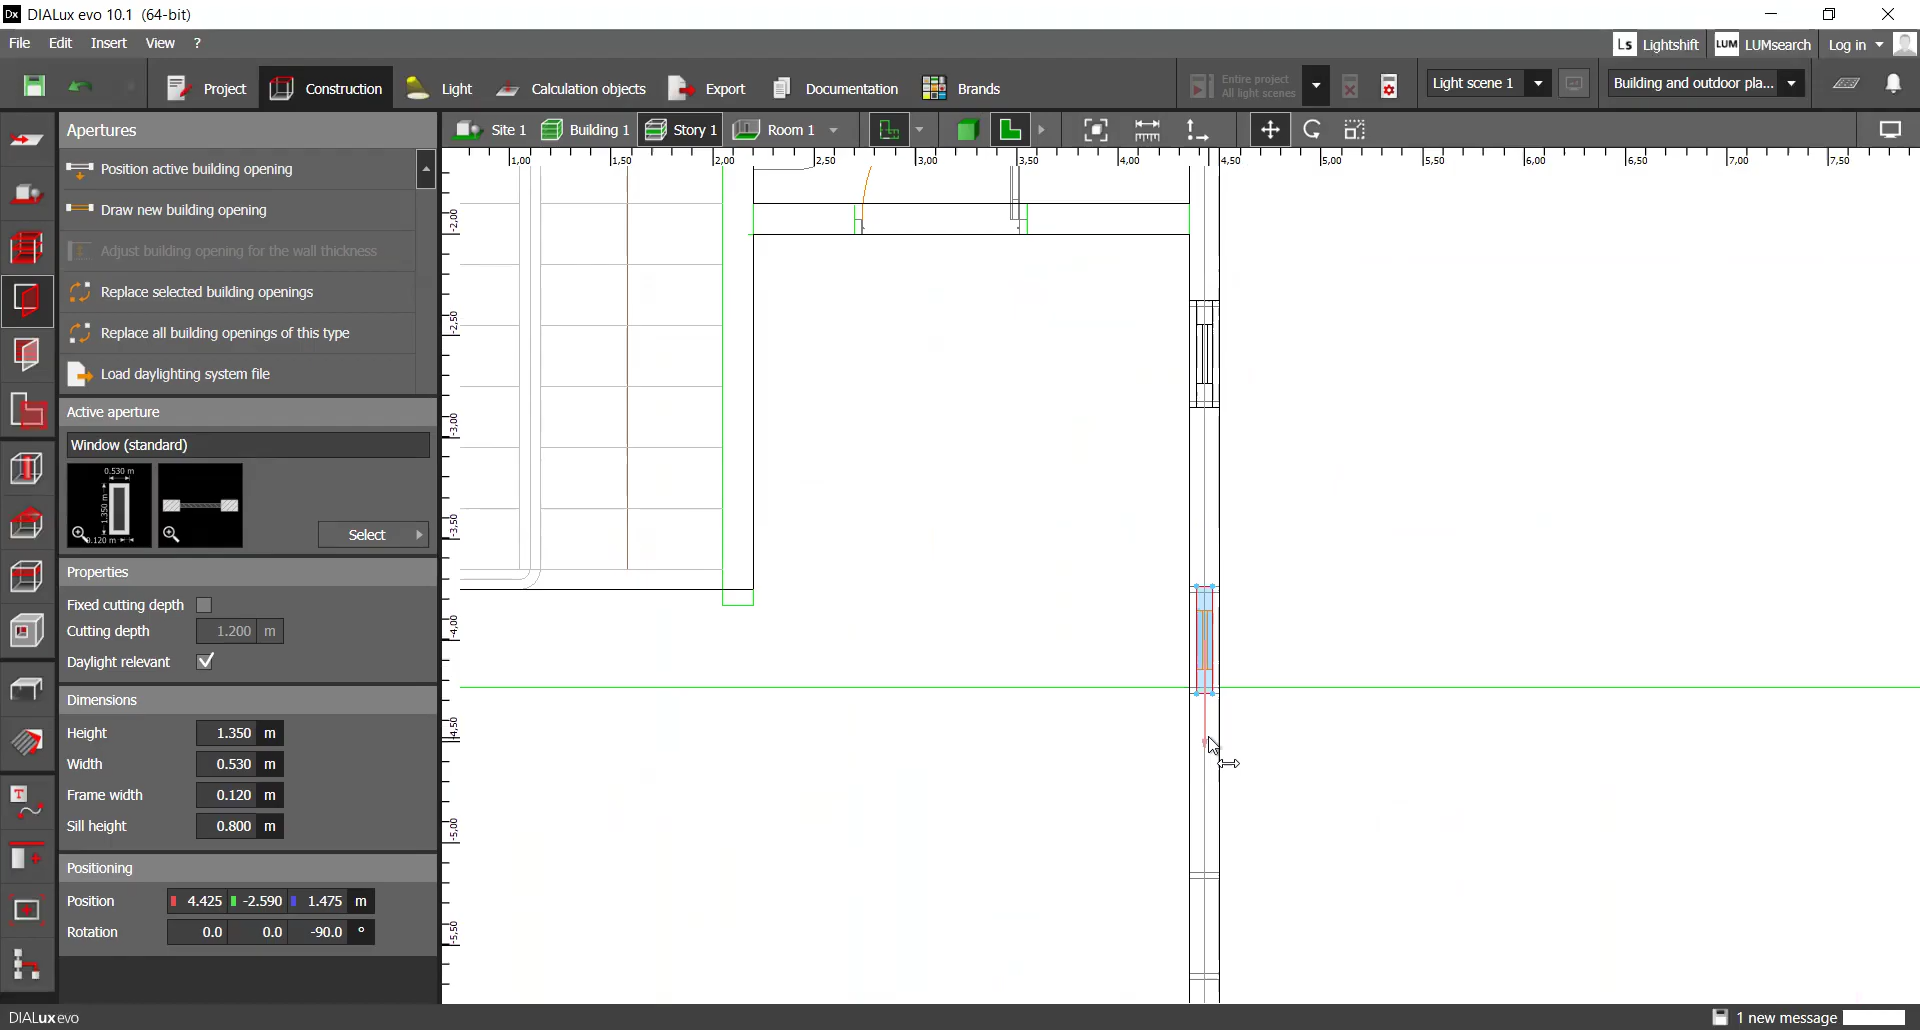 Dx DIALux evo 10.1 (64-bit)
File Edit Insert View ?
Ls Lightshift LUM LUMsearch Log in
Project Construction Light Calculation objects Export Documentation Brands
Entire project
All light scenes
Light scene 1 Building and outdoor pla...
Apertures
Site 1 Building 1 Story 1 Room 1
1,00 1,50 2,00 2,50 3,00 3,50 4,00 4,50 5,00 5,50 6,00 6,50 7,00 7,50
Position active building opening
Draw new building opening
Adjust building opening for the wall thickness
Replace selected building openings
Replace all building openings of this type
Load daylighting system file
-2,00
-2,50
-3,00
-3,50
-4,00
-4,50
-5,00
-5,50
Active aperture
Window (standard)
0.530 m
1.350 m
0.120 m
Select
Properties
Fixed cutting depth
Cutting depth 1.200 m
Daylight relevant
Dimensions
Height 1.350 m
Width 0.530 m
Frame width 0.120 m
Sill height 0.800 m
Positioning
Position 4.425 -2.590 1.475 m
Rotation 0.0 0.0 -90.0 °
T
DIALux evo
1 new message